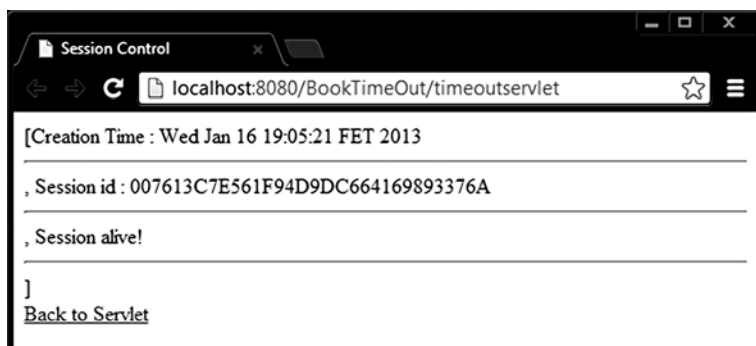 Session Control
localhost:8080/BookTimeOut/timeoutservlet
[Creation Time : Wed Jan 16 19:05:21 FET 2013
, Session id : 007613C7E561F94D9DC664169893376A
, Session alive!
]
Back to Servlet